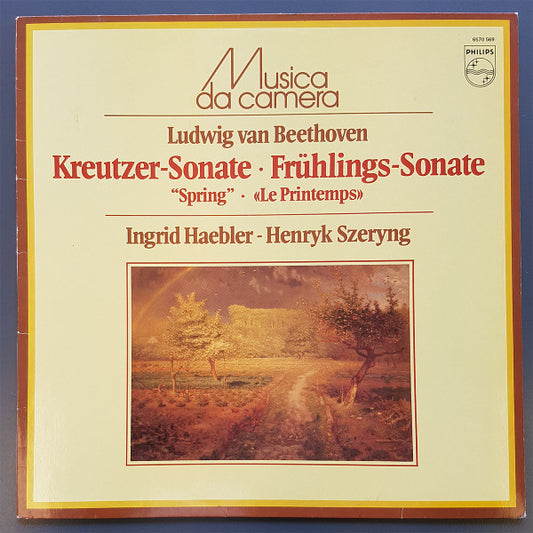 6570 569
PHILIPS
Musica
da camera
Ludwig van Beethoven
Kreutzer-Sonate · Frühlings-Sonate
“Spring” · «Le Printemps»
Ingrid Haebler - Henryk Szeryng